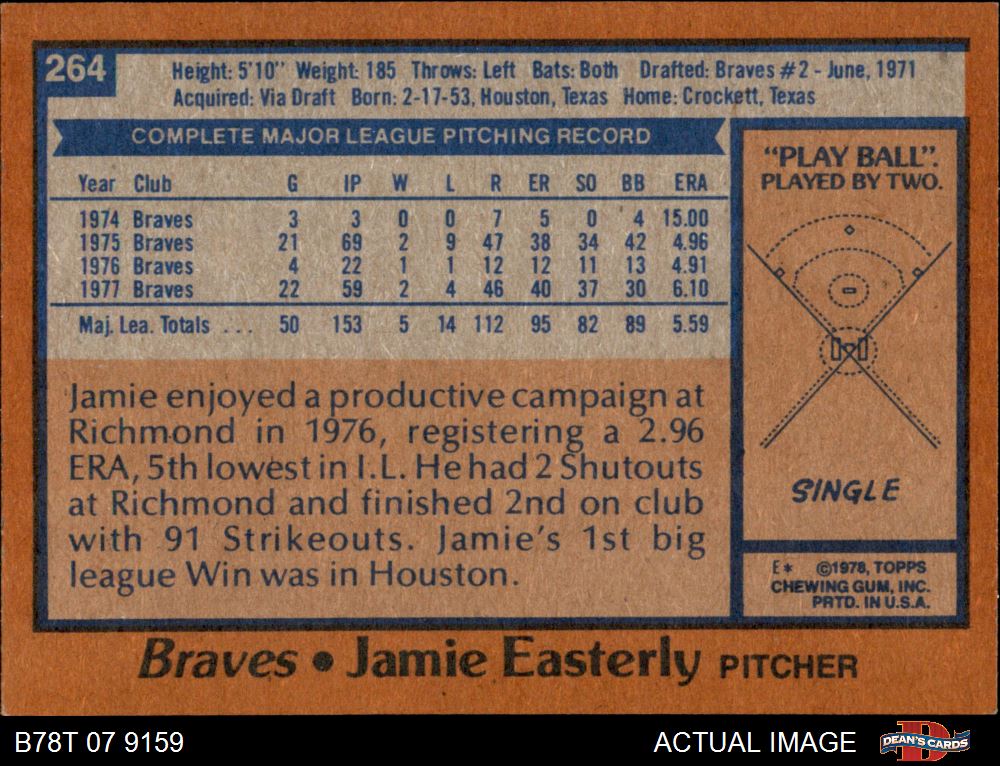 264
Height: 5'10" Weight: 185 Throws: Left Bats: Both Drafted: Braves #2 - June, 1971
Acquired: Via Draft Born: 2-17-53, Houston, Texas Home: Crockett, Texas
COMPLETE MAJOR LEAGUE PITCHING RECORD
Year Club G IP W L R ER SO BB ERA
1974 Braves 3 3 0 0 7 5 0 4 15.00
1975 Braves 21 69 2 9 47 38 34 42 4.96
1976 Braves 4 22 1 1 12 12 11 13 4.91
1977 Braves 22 59 2 4 46 40 37 30 6.10
Maj. Lea. Totals ... 50 153 5 14 112 95 82 89 5.59
Jamie enjoyed a productive campaign at
Richmond in 1976, registering a 2.96
ERA, 5th lowest in I.L. He had 2 Shutouts
at Richmond and finished 2nd on club
with 91 Strikeouts. Jamie's 1st big
league Win was in Houston.
"PLAY BALL".
PLAYED BY TWO.
SINGLE
E* ©1978, TOPPS
CHEWING GUM, INC.
PRTD. IN U.S.A.
Braves • Jamie Easterly PITCHER
B78T 07 9159
ACTUAL IMAGE
DEAN'S CARDS